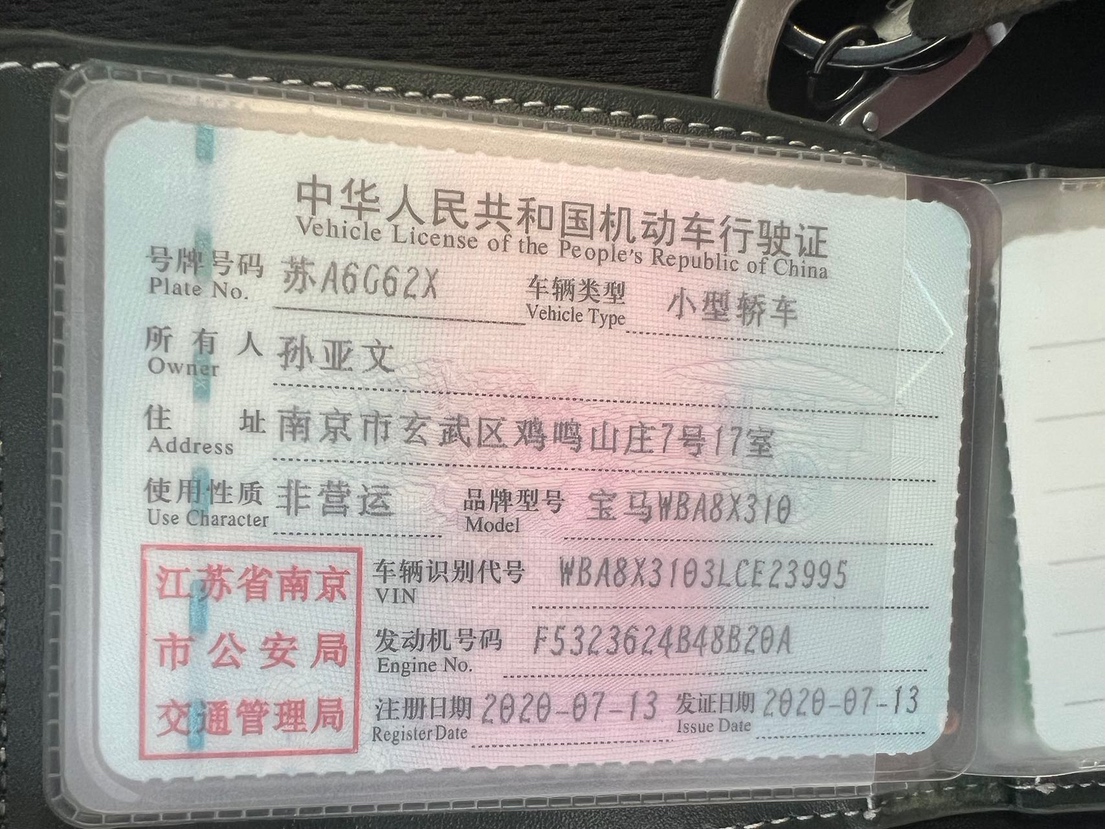 中华人民共和国机动车行驶证
Vehicle License of the People's Republic of China
号牌号码 苏A6G62X 车辆类型 小型轿车
Plate No. Vehicle Type
所有人 孙亚文
Owner
住址 南京市玄武区鸡鸣山庄7号17室
Address
使用性质 非营运 品牌型号 宝马WBA8X310
Use Character Model
江苏省南京
市公安局
交通管理局
车辆识别代号 WBA8X3103LCE23995
VIN
发动机号码 F5323624B48B20A
Engine No.
注册日期 2020-07-13 发证日期 2020-07-13
Register Date Issue Date